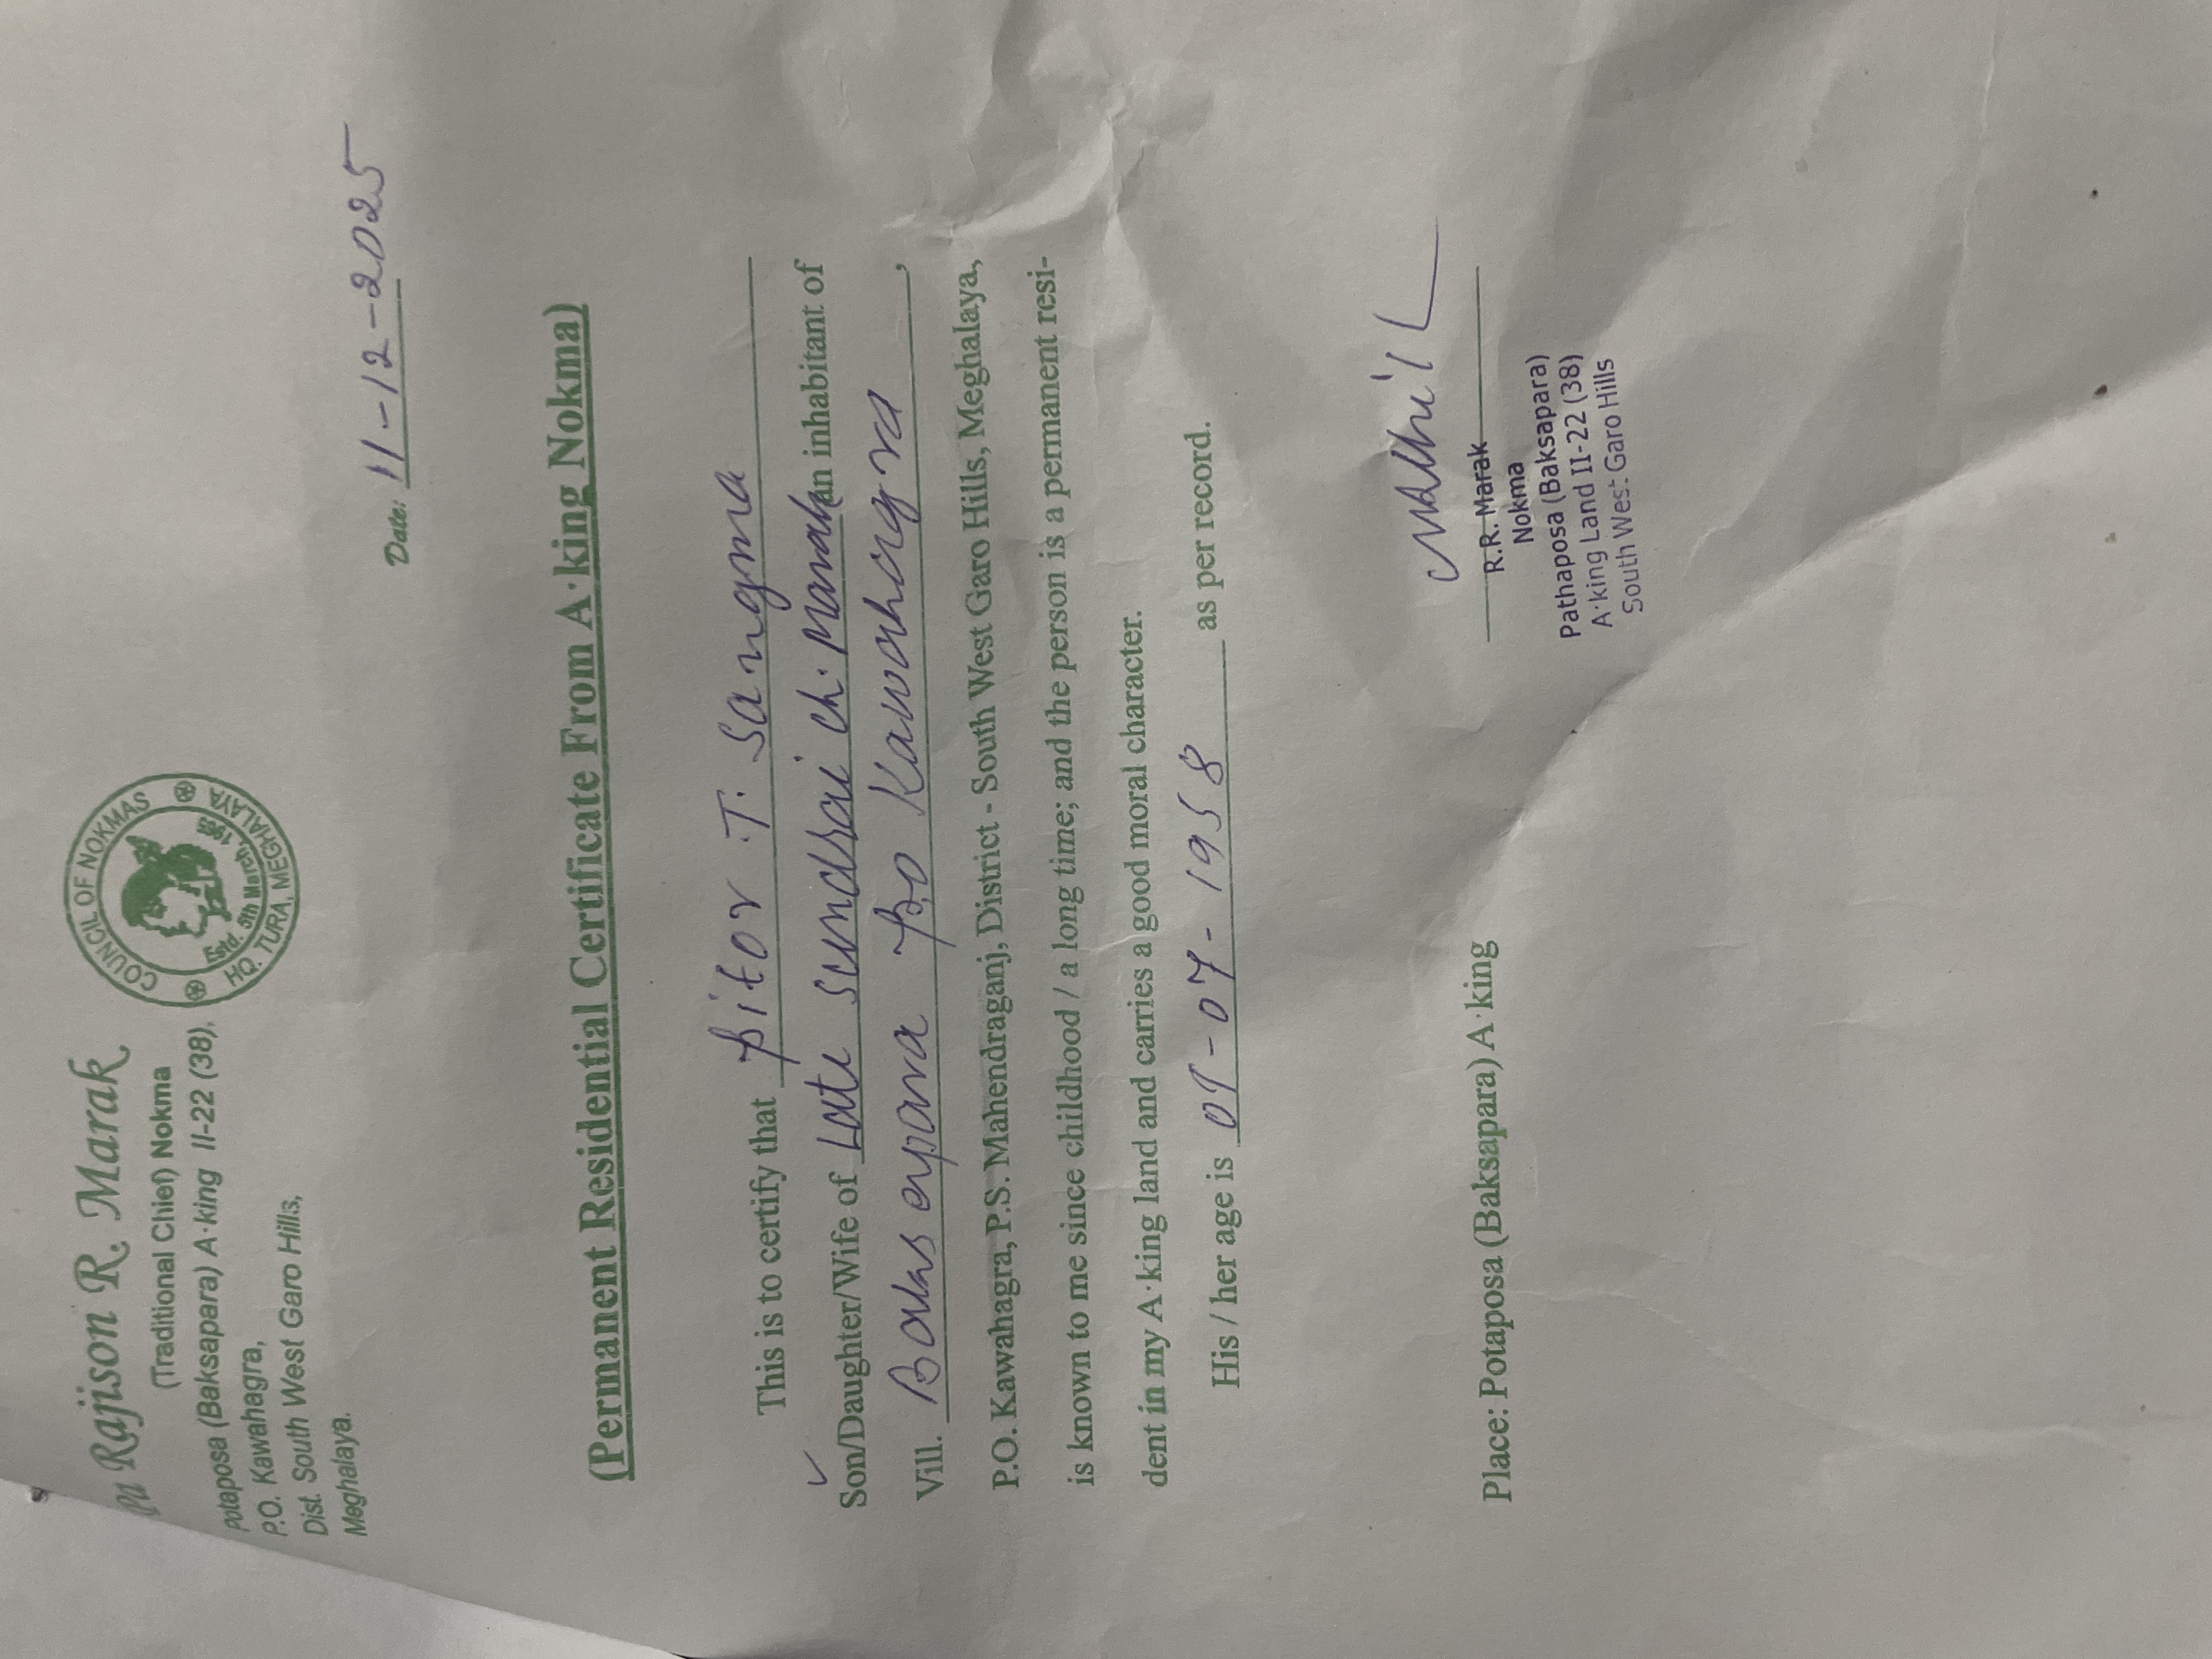 Pa Rajison R. Marak
(Traditional Chief) Nokma
Potaposa (Baksapara) A·king II-22 (38),
P.O. Kawahagra,
Dist. South West Garo Hills,
Meghalaya.
COUNCIL OF NOKMAS
Estd. 5th March,
HQ. TURA, MEGHALAYA
Date: 11-12-2025
(Permanent Residential Certificate From A·king Nokma)
This is to certify that pitor T. Sangma
Son/Daughter/Wife of Late Ch. Marak an inhabitant of
Vill. po Kawahagra,
P.O. Kawahagra, P.S. Mahendraganj, District - South West Garo Hills, Meghalaya,
is known to me since childhood / a long time; and the person is a permanent resi-
dent in my A·king land and carries a good moral character.
His / her age is 01-07-1958 as per record.
R.R. Marak
Nokma
Pathaposa (Baksapara)
A·king Land II-22 (38)
South West Garo Hills
Place: Potaposa (Baksapara) A·king